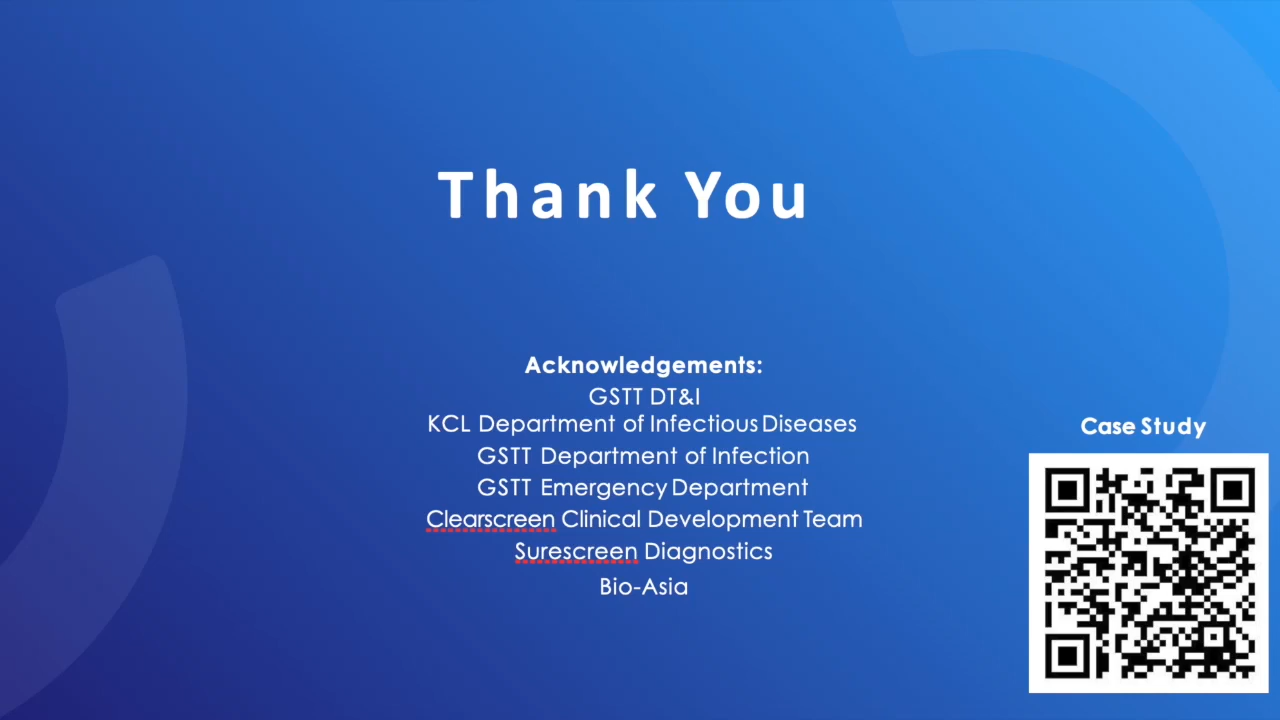 Thank You
Acknowledgements:
GSTT DT&I
KCL Department of Infectious Diseases
GSTT Department of Infection
GSTT Emergency Department
Clearscreen Clinical Development Team
Surescreen Diagnostics
Bio-Asia
Case Study